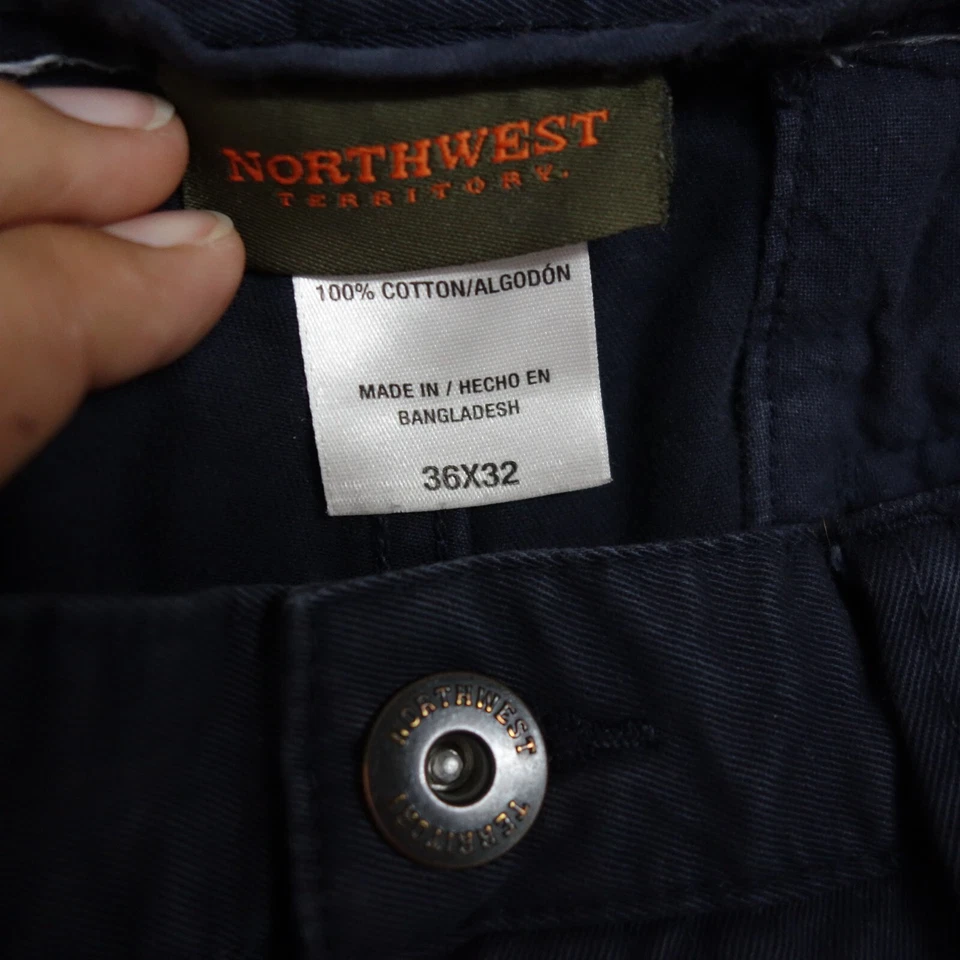 NORTHWEST
TERRITORY.
100% COTTON/ALGODÓN
MADE IN / HECHO EN
BANGLADESH
36X32
NORTHWEST
TERRITORY